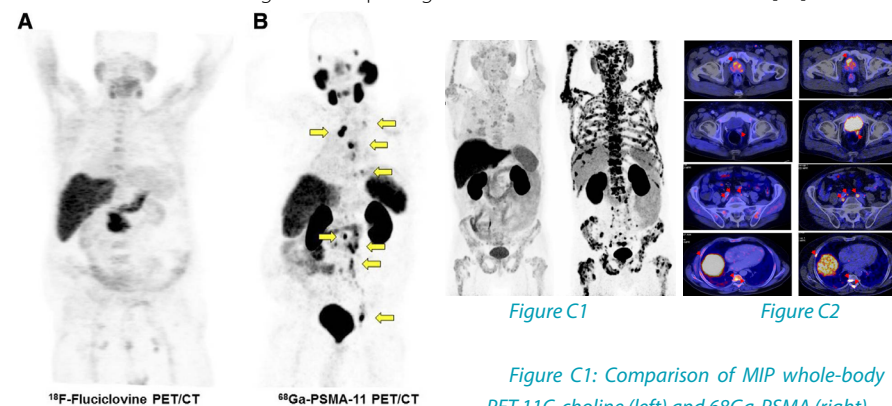 A
B
¹⁸F-Fluciclovine PET/CT
⁶⁸Ga-PSMA-11 PET/CT
Figure C1
Figure C2
Figure C1: Comparison of MIP whole-body
PET 11C-choline (left) and 68Ga-PSMA (right)